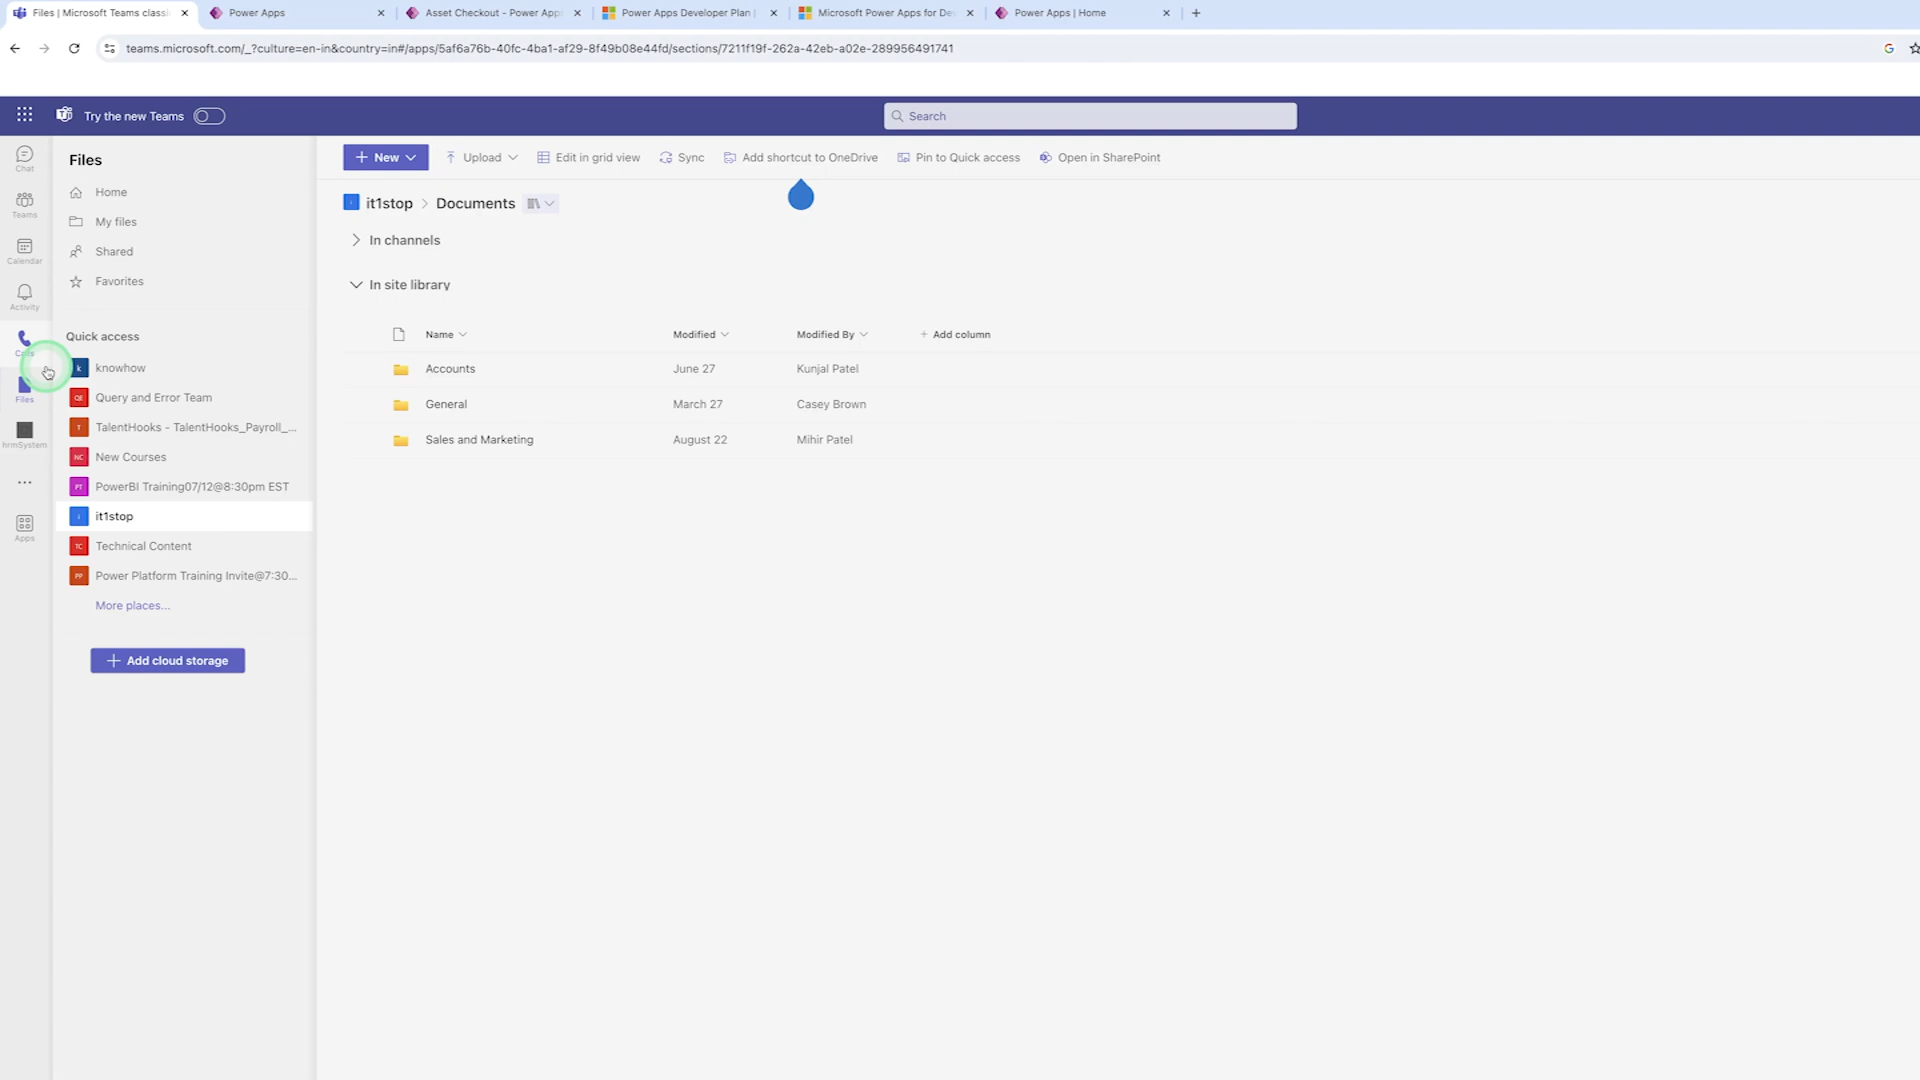 Files | Microsoft Teams classi
Power Apps
Asset Checkout - Power Apps
Power Apps Developer Plan |
Microsoft Power Apps for De
Power Apps | Home
teams.microsoft.com/_?culture=en-in&country=in#/apps/5af6a76b-40fc-4ba1-af29-8f49b08e44fd/sections/7211f19f-262a-42eb-a02e-289956491741
Try the new Teams
Search
Chat
Teams
Calendar
Activity
Files
hrmSystem
Apps
Files
Home
My files
Shared
Favorites
Quick access
k knowhow
QE Query and Error Team
T TalentHooks - TalentHooks_Payroll_...
NC New Courses
PT PowerBI Training07/12@8:30pm EST
i it1stop
TC Technical Content
PP Power Platform Training Invite@7:30...
More places...
Add cloud storage
New
Upload
Edit in grid view
Sync
Add shortcut to OneDrive
Pin to Quick access
Open in SharePoint
it1stop > Documents
In channels
In site library
Name Modified Modified By + Add column
Accounts June 27 Kunjal Patel
General March 27 Casey Brown
Sales and Marketing August 22 Mihir Patel